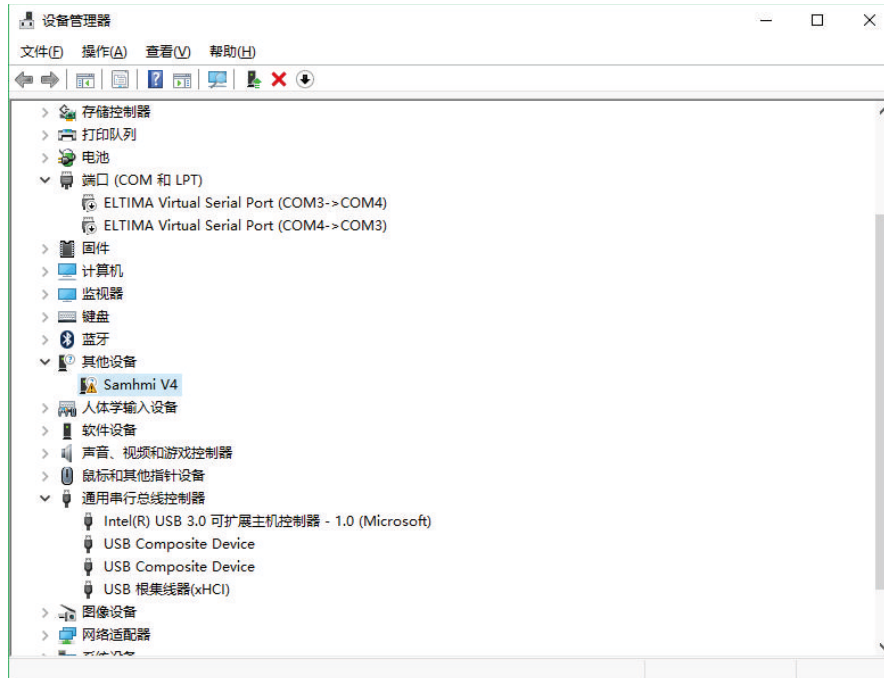 设备管理器
文件(F) 操作(A) 查看(V) 帮助(H)
存储控制器
打印队列
电池
端口 (COM 和 LPT)
ELTIMA Virtual Serial Port (COM3->COM4)
ELTIMA Virtual Serial Port (COM4->COM3)
固件
计算机
监视器
键盘
蓝牙
其他设备
Samhmi V4
人体学输入设备
软件设备
声音、视频和游戏控制器
鼠标和其他指针设备
通用串行总线控制器
Intel(R) USB 3.0 可扩展主机控制器 - 1.0 (Microsoft)
USB Composite Device
USB Composite Device
USB 根集线器(xHCI)
图像设备
网络适配器